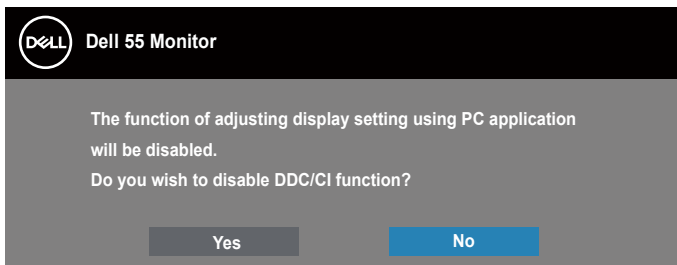 DELL
Dell 55 Monitor
The function of adjusting display setting using PC application
will be disabled.
Do you wish to disable DDC/CI function?
Yes
No